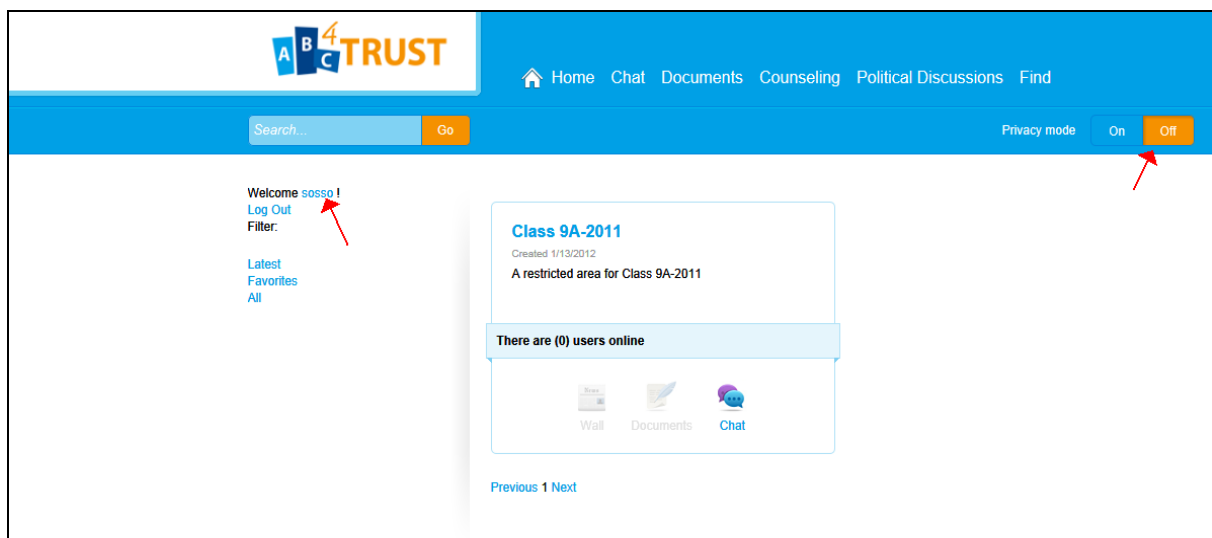 ABC4TRUST
Home Chat Documents Counseling Political Discussions Find
Search... Go
Privacy mode On Off
Welcome sosso !
Log Out
Filter:
Latest
Favorites
All
Class 9A-2011
Created 1/13/2012
A restricted area for Class 9A-2011
There are (0) users online
Wall Documents Chat
Previous 1 Next